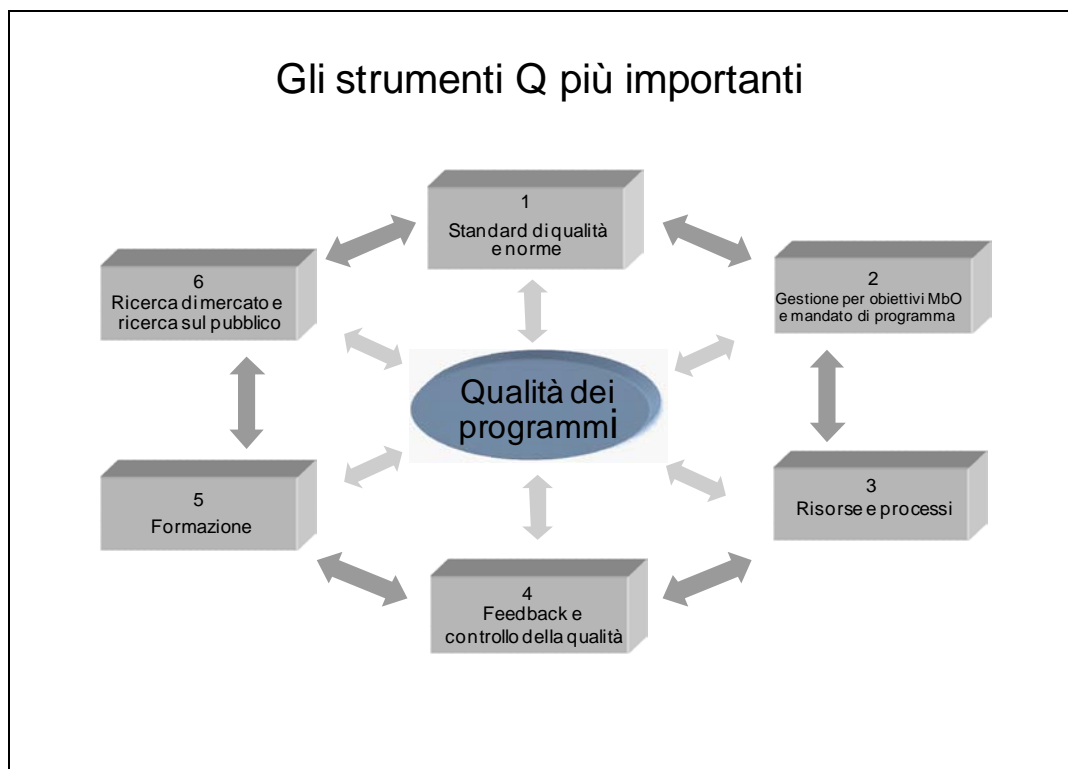 Gli strumenti Q più importanti
1
Standard di qualità
e norme
2
Gestione per obiettivi MbO
e mandato di programma
3
Risorse e processi
4
Feedback e
controllo della qualità
5
Formazione
6
Ricerca di mercato e
ricerca sul pubblico
Qualità dei
programmi